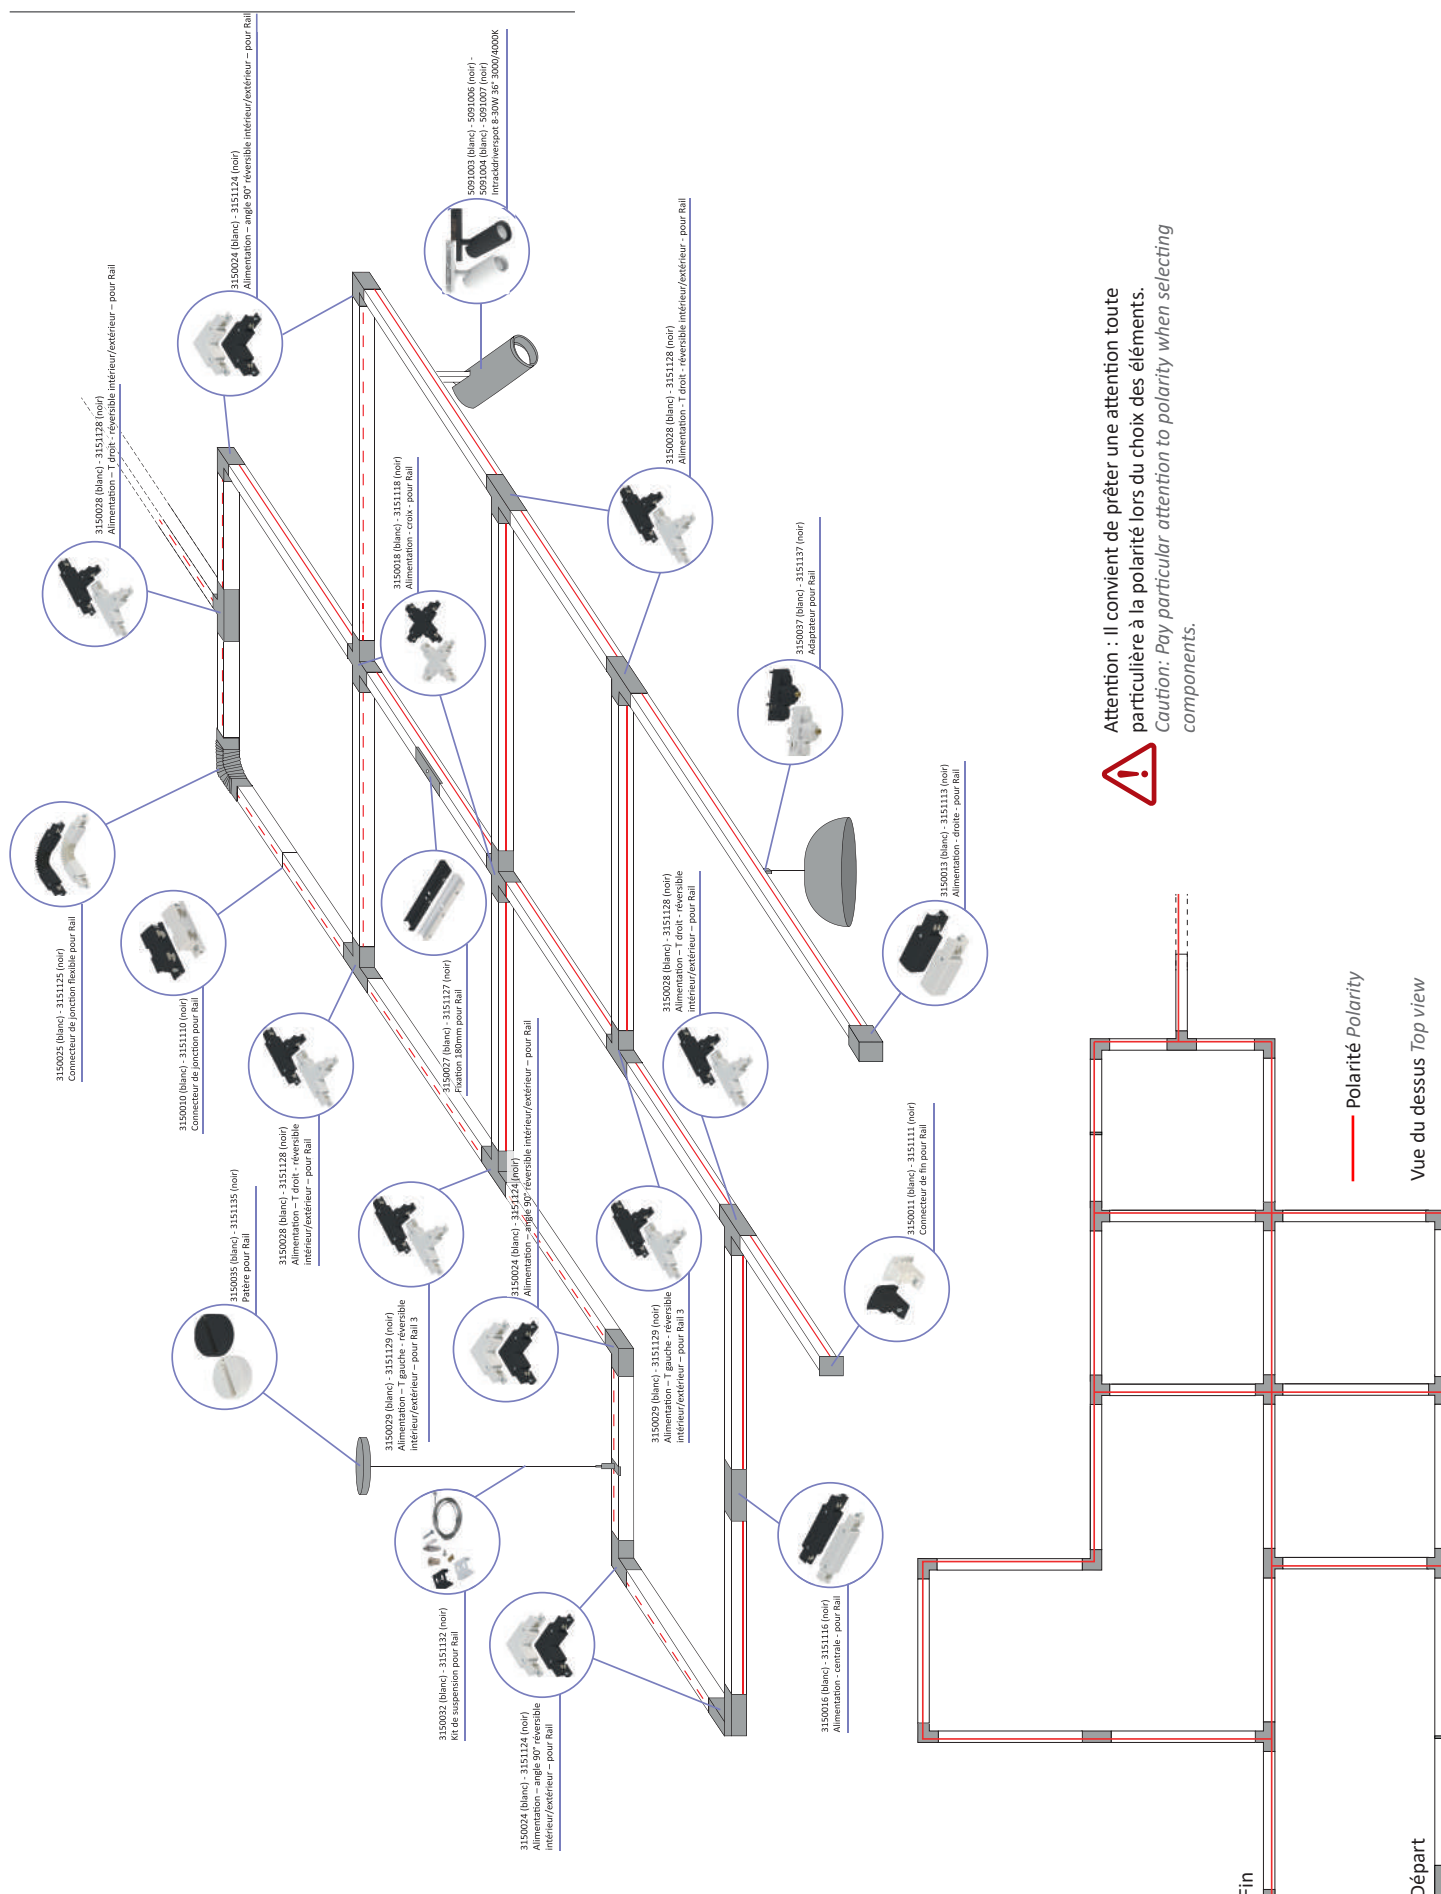 3150025 (blanc) - 3151125 (noir)
Connecteur de jonction flexible pour Rail
3150028 (blanc) - 3151128 (noir)
Alimentation – T droit - réversible intérieur/extérieur – pour Rail
3150010 (blanc) - 3151110 (noir)
Connecteur de jonction pour Rail
3150024 (blanc) - 3151124 (noir)
Alimentation – angle 90° réversible intérieur/extérieur – pour Rail
3150035 (blanc) - 3151135 (noir)
Patère pour Rail
3150028 (blanc) - 3151128 (noir)
Alimentation – T droit - réversible
intérieur/extérieur – pour Rail
3150029 (blanc) - 3151129 (noir)
Alimentation – T gauche - réversible
intérieur/extérieur – pour Rail 3
3150018 (blanc) - 3151118 (noir)
Alimentation - croix - pour Rail
3150027 (blanc) - 3151127 (noir)
Fixation 180mm pour Rail
5091003 (blanc) - 5091006 (noir) -
5091004 (blanc) - 5091007 (noir)
Intrackdriverspot 8-30W 36° 3000/4000K
3150032 (blanc) - 3151132 (noir)
Kit de suspension pour Rail
3150024 (blanc) - 3151124 (noir)
Alimentation – angle 90° réversible intérieur/extérieur – pour Rail
3150024 (blanc) - 3151124 (noir)
Alimentation – angle 90° réversible
intérieur/extérieur – pour Rail
3150029 (blanc) - 3151129 (noir)
Alimentation – T gauche - réversible
intérieur/extérieur – pour Rail 3
3150028 (blanc) - 3151128 (noir)
Alimentation – T droit - réversible
intérieur/extérieur – pour Rail
3150028 (blanc) - 3151128 (noir)
Alimentation - T droit - réversible intérieur/extérieur - pour Rail
3150037 (blanc) - 3151137 (noir)
Adaptateur pour Rail
3150016 (blanc) - 3151116 (noir)
Alimentation - centrale - pour Rail
3150011 (blanc) - 3151111 (noir)
Connecteur de fin pour Rail
3150013 (blanc) - 3151113 (noir)
Alimentation - droite - pour Rail
Attention : Il convient de prêter une attention toute
particulière à la polarité lors du choix des éléments.
Caution: Pay particular attention to polarity when selecting
components.
Fin
Polarité Polarity
Départ
Vue du dessus Top view